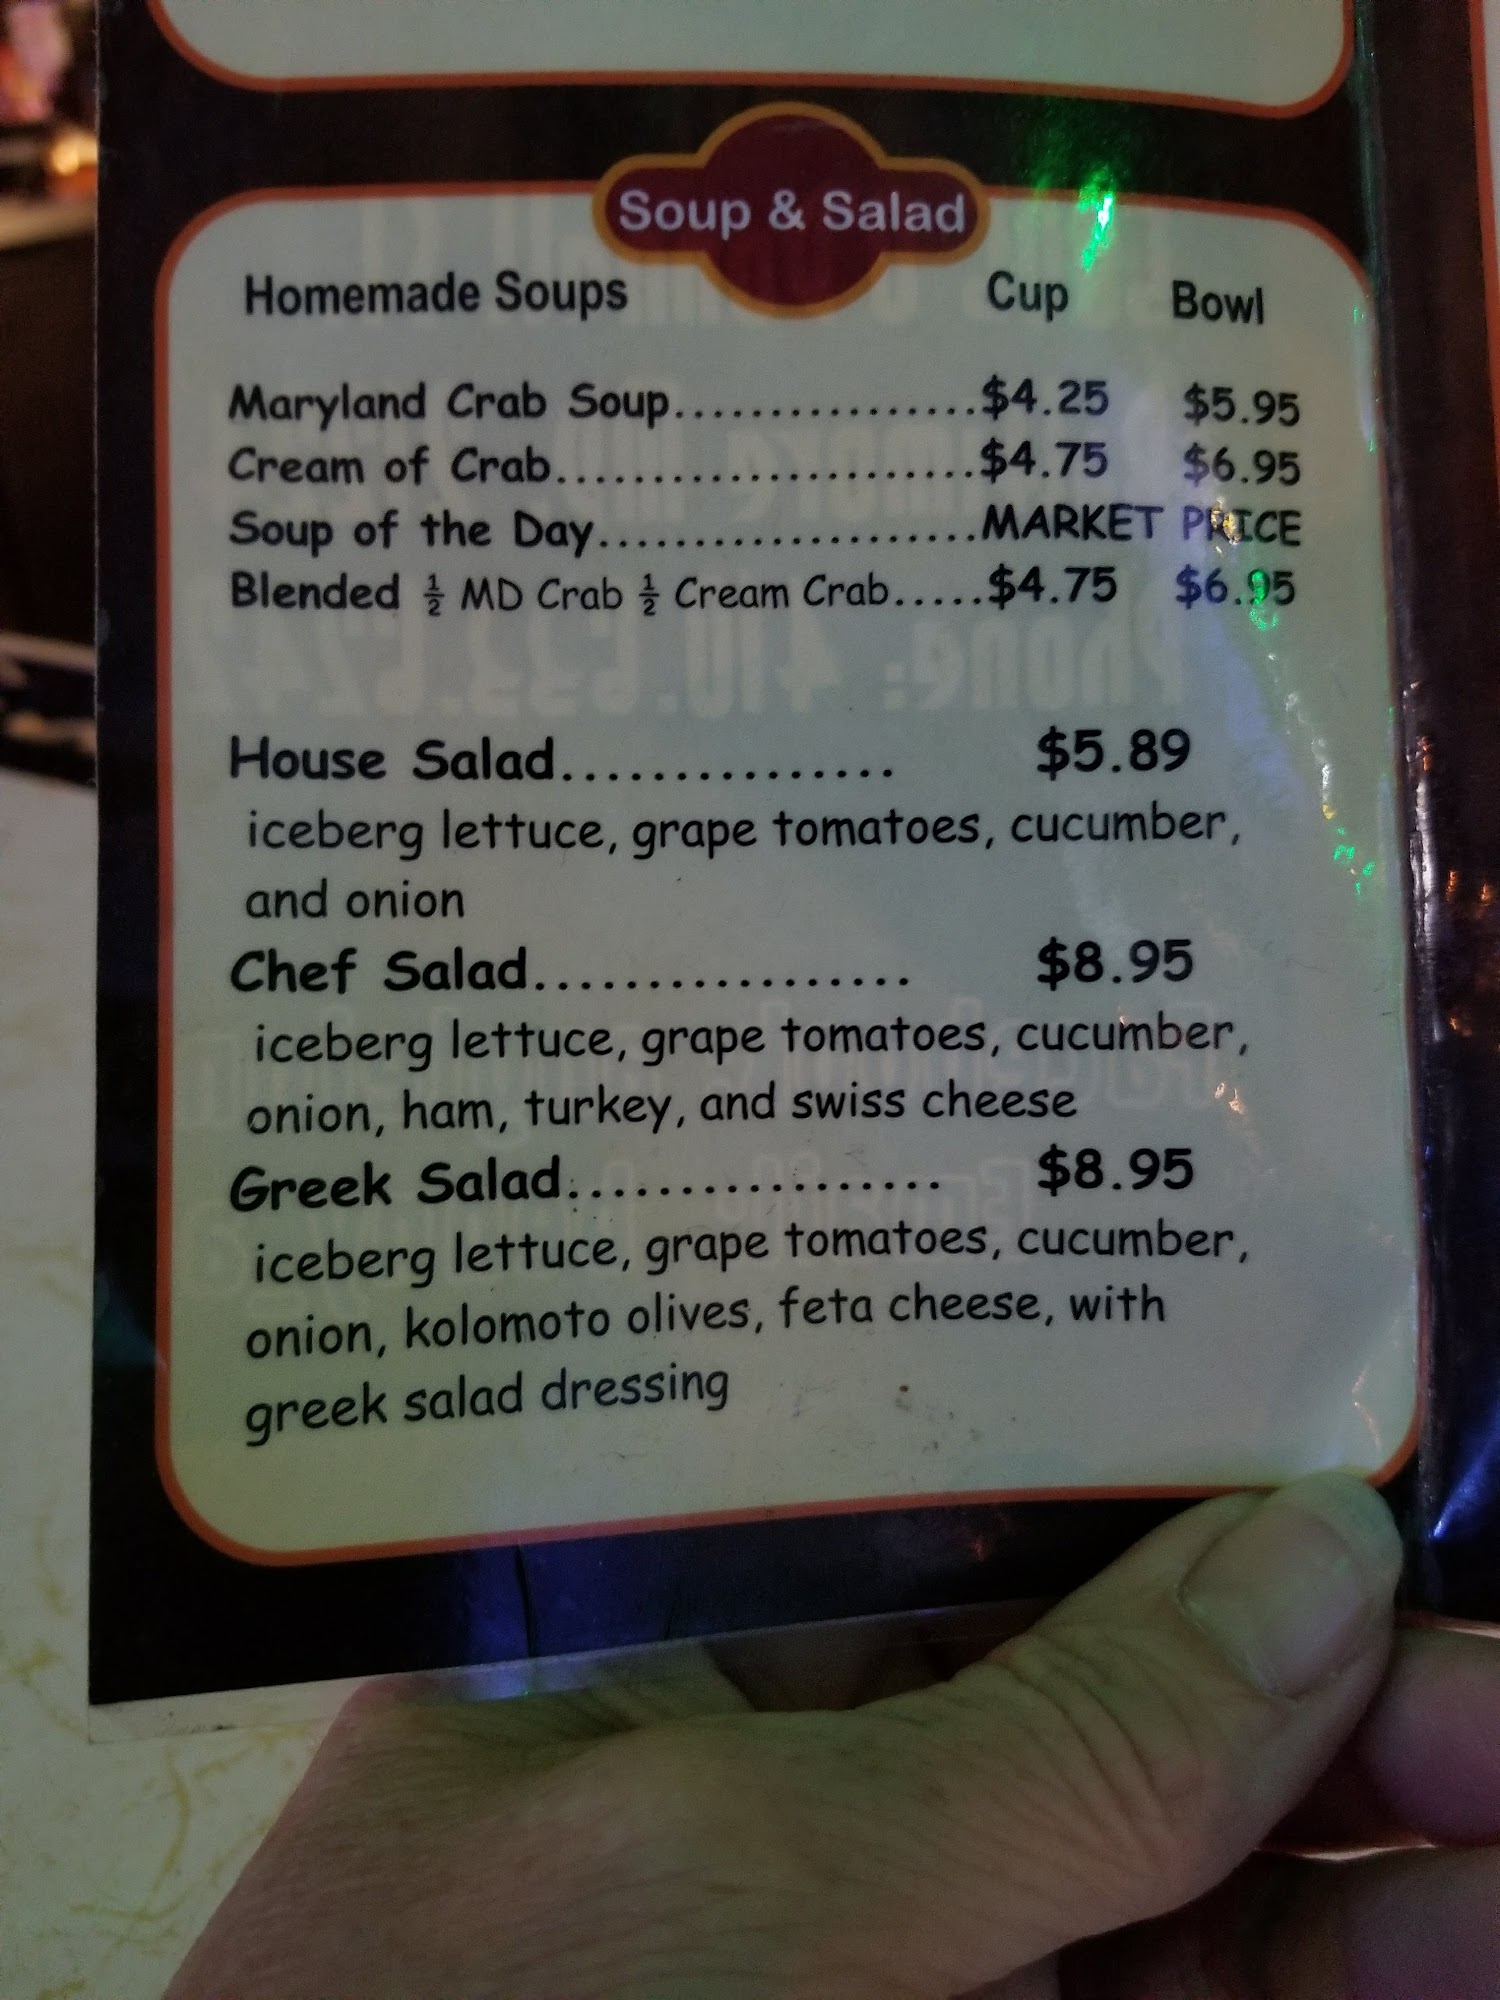 Soup & Salad
Homemade Soups Cup Bowl
Maryland Crab Soup................$4.25 $5.95
Cream of Crab.......................$4.75 $6.95
Soup of the Day.....................MARKET PRICE
Blended ½ MD Crab ½ Cream Crab.....$4.75 $6.95
House Salad............... $5.89
iceberg lettuce, grape tomatoes, cucumber,
and onion
Chef Salad.................. $8.95
iceberg lettuce, grape tomatoes, cucumber,
onion, ham, turkey, and swiss cheese
Greek Salad................. $8.95
iceberg lettuce, grape tomatoes, cucumber,
onion, kolomoto olives, feta cheese, with
greek salad dressing